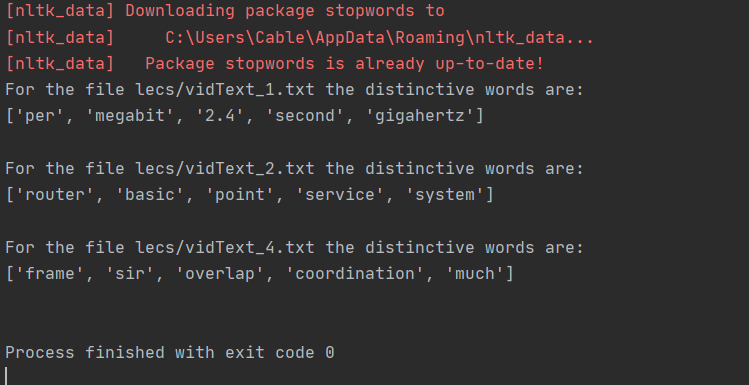 [nltk_data] Downloading package stopwords to
[nltk_data]     C:\Users\Cable\AppData\Roaming\nltk_data...
[nltk_data]   Package stopwords is already up-to-date!
For the file lecs/vidText_1.txt the distinctive words are:
['per', 'megabit', '2.4', 'second', 'gigahertz']
For the file lecs/vidText_2.txt the distinctive words are:
['router', 'basic', 'point', 'service', 'system']
For the file lecs/vidText_4.txt the distinctive words are:
['frame', 'sir', 'overlap', 'coordination', 'much']
Process finished with exit code 0